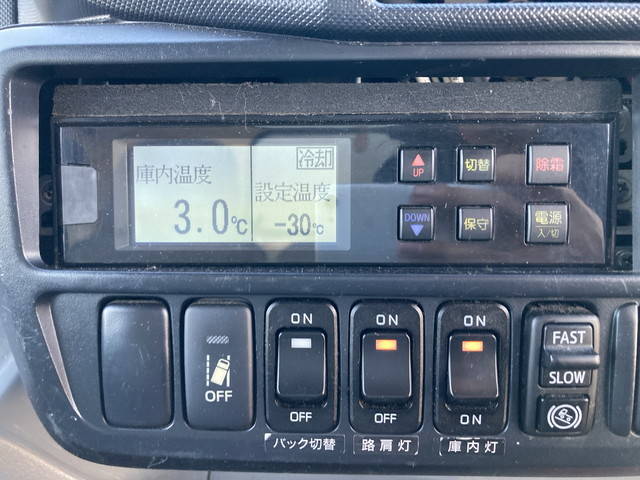 冷却
庫内温度
3.0℃
設定温度
-30℃
UP
切替
除霜
DOWN
保守
電源
入/切
OFF
ON
OFF
バック切替
ON
OFF
路肩灯
ON
ON
庫内灯
FAST
SLOW